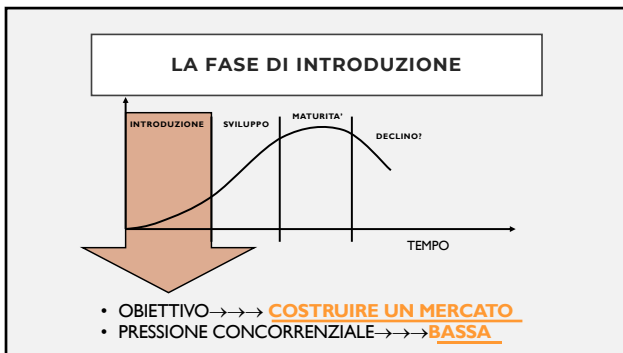 LA FASE DI INTRODUZIONE
INTRODUZIONE
SVILUPPO
MATURITA'
DECLINO?
TEMPO
• OBIETTIVO→→→ COSTRUIRE UN MERCATO
• PRESSIONE CONCORRENZIALE→→→BASSA